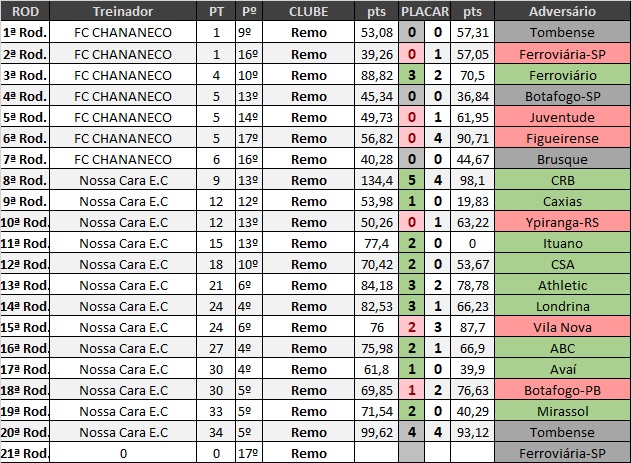 ROD Treinador PT Pº CLUBE pts PLACAR pts Adversário
1ª Rod. FC CHANANECO 1 9º Remo 53,08 0 0 57,31 Tombense
2ª Rod. FC CHANANECO 1 16º Remo 39,26 0 1 57,05 Ferroviária-SP
3ª Rod. FC CHANANECO 4 10º Remo 88,82 3 2 70,5 Ferroviário
4ª Rod. FC CHANANECO 5 13º Remo 45,34 0 0 36,84 Botafogo-SP
5ª Rod. FC CHANANECO 5 14º Remo 49,73 0 1 61,95 Juventude
6ª Rod. FC CHANANECO 5 17º Remo 56,82 0 4 90,71 Figueirense
7ª Rod. FC CHANANECO 6 16º Remo 40,28 0 0 44,67 Brusque
8ª Rod. Nossa Cara E.C 9 13º Remo 134,4 5 4 98,1 CRB
9ª Rod. Nossa Cara E.C 12 12º Remo 53,98 1 0 19,83 Caxias
10ª Rod. Nossa Cara E.C 12 13º Remo 50,26 0 1 63,22 Ypiranga-RS
11ª Rod. Nossa Cara E.C 15 13º Remo 77,4 2 0 0 Ituano
12ª Rod. Nossa Cara E.C 18 10º Remo 70,42 2 0 53,67 CSA
13ª Rod. Nossa Cara E.C 21 6º Remo 84,18 3 2 78,78 Athletic
14ª Rod. Nossa Cara E.C 24 4º Remo 82,53 3 1 66,23 Londrina
15ª Rod. Nossa Cara E.C 24 6º Remo 76 2 3 87,7 Vila Nova
16ª Rod. Nossa Cara E.C 27 4º Remo 75,98 2 1 66,9 ABC
17ª Rod. Nossa Cara E.C 30 4º Remo 61,8 1 0 39,9 Avaí
18ª Rod. Nossa Cara E.C 30 5º Remo 69,85 1 2 76,63 Botafogo-PB
19ª Rod. Nossa Cara E.C 33 5º Remo 71,54 2 0 40,29 Mirassol
20ª Rod. Nossa Cara E.C 34 5º Remo 99,62 4 4 93,12 Tombense
21ª Rod. 0 0 17º Remo Ferroviária-SP